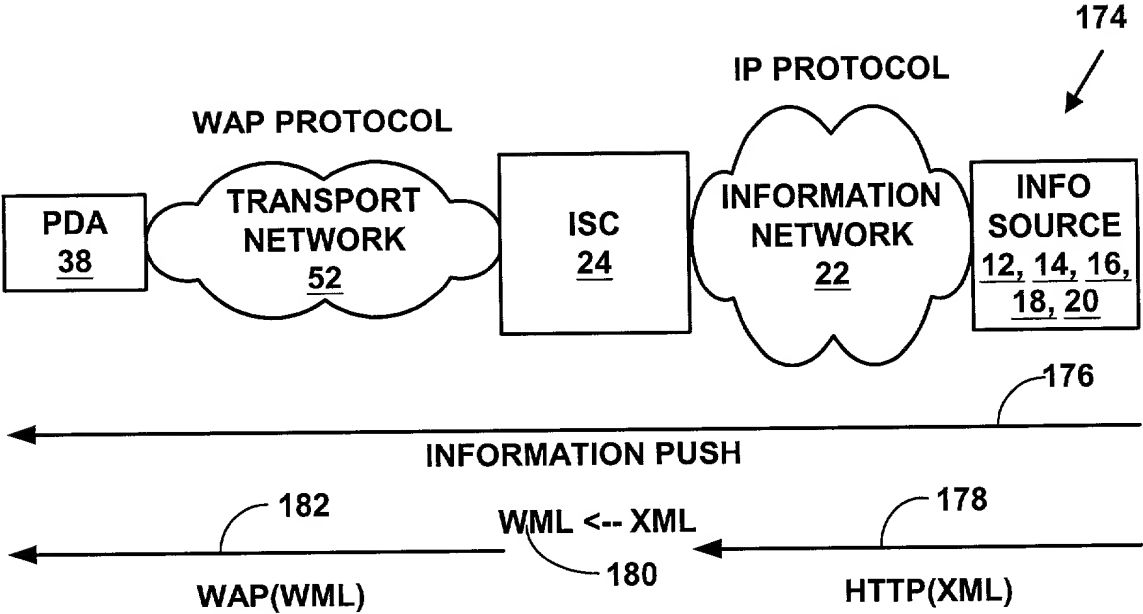 174
IP PROTOCOL
WAP PROTOCOL
PDA
38
TRANSPORT
NETWORK
52
ISC
24
INFORMATION
NETWORK
22
INFO
SOURCE
12, 14, 16,
18, 20
176
INFORMATION PUSH
182
WML <-- XML
178
180
WAP(WML)
HTTP(XML)